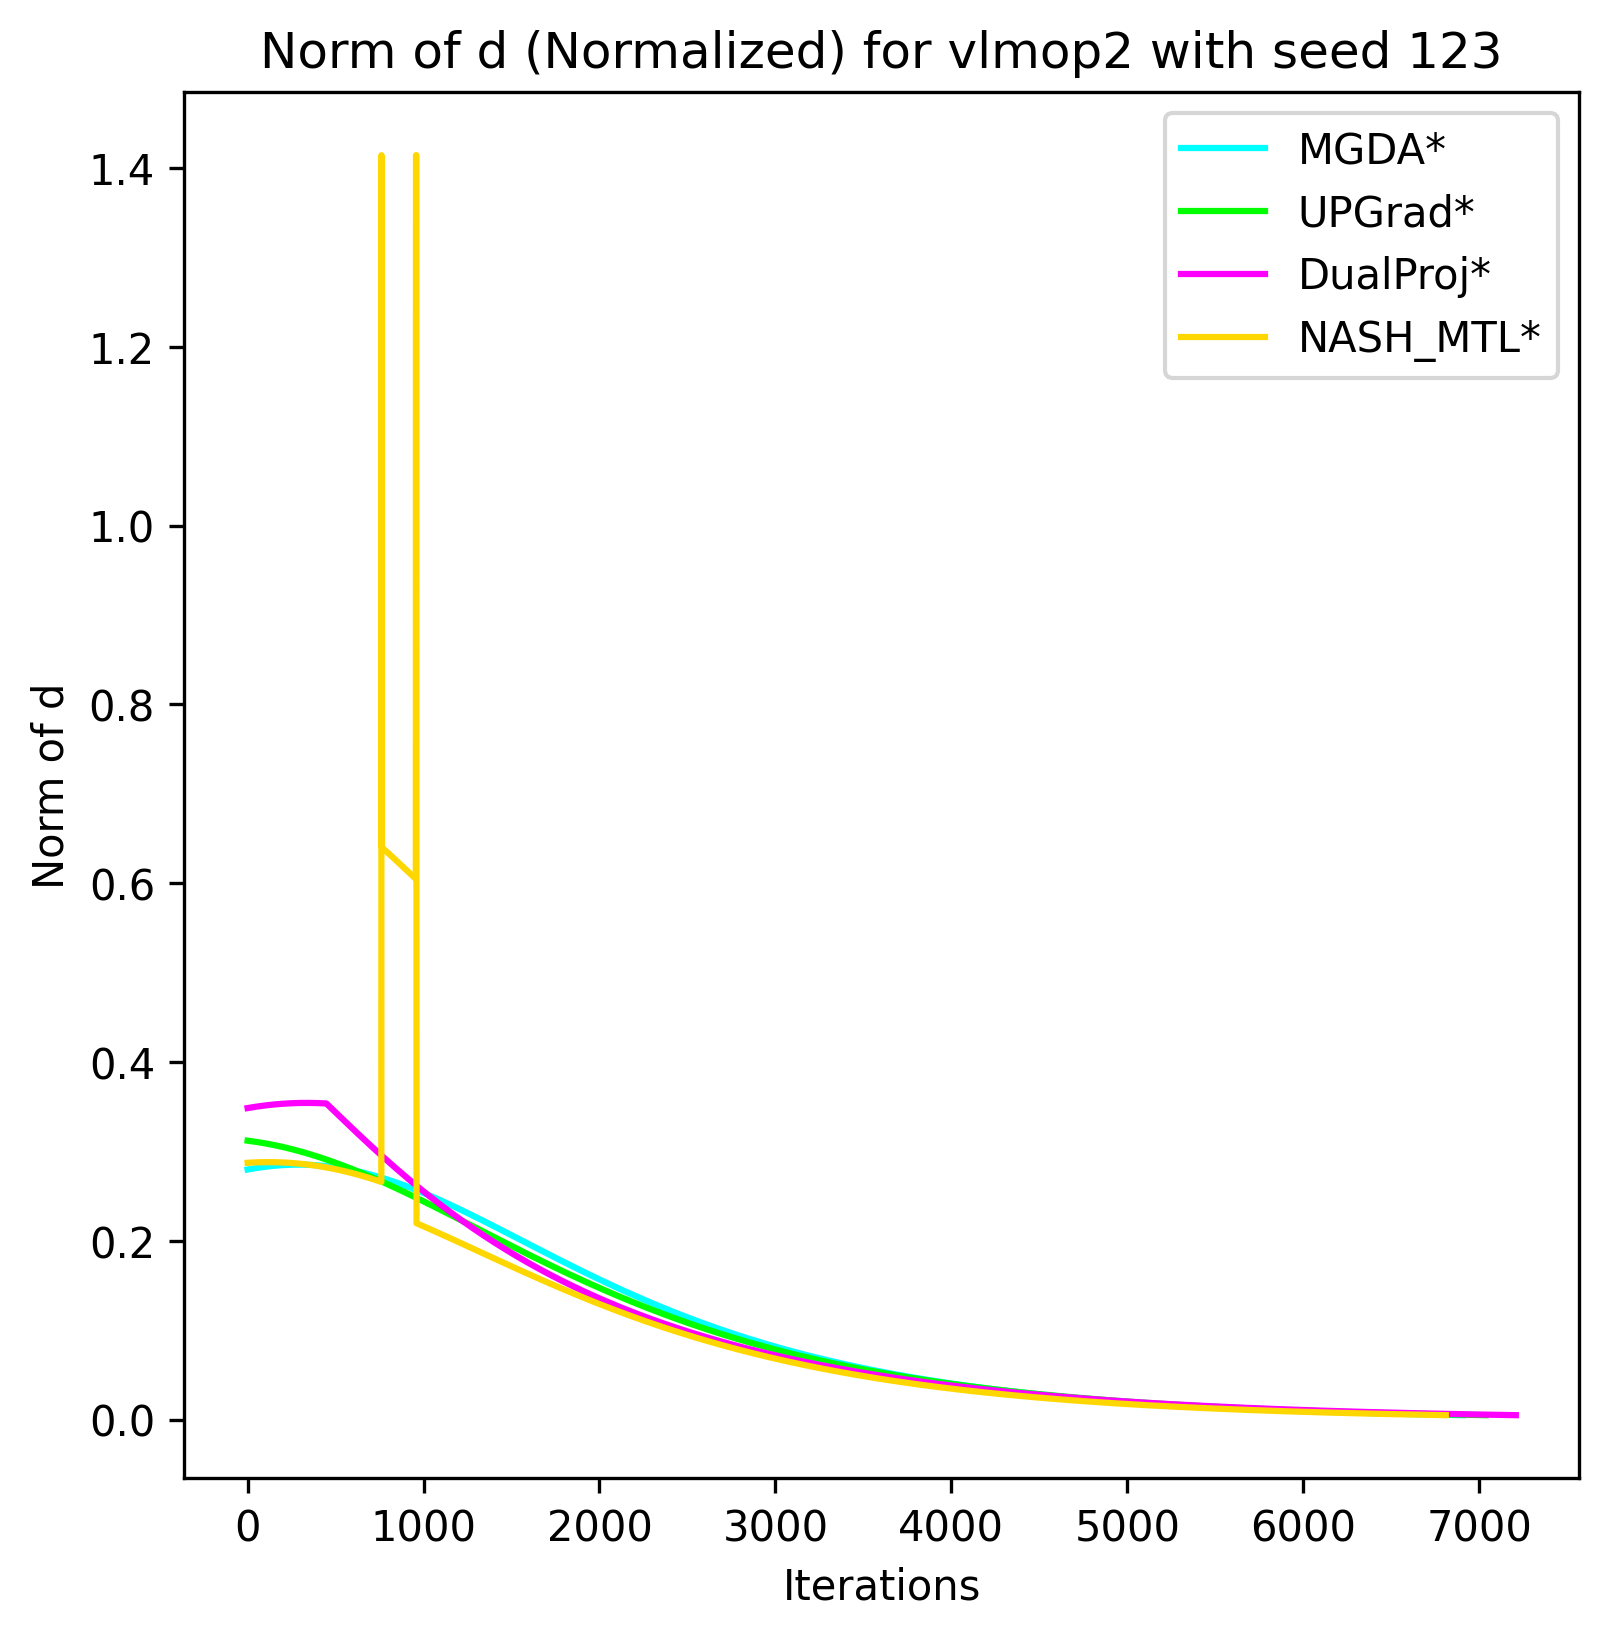 Norm of d (Normalized) for vlmop2 with seed 123
MGDA*
UPGrad*
DualProj*
NASH_MTL*
Norm of d
1.4
1.2
1.0
0.8
0.6
0.4
0.2
0.0
0 1000 2000 3000 4000 5000 6000 7000
Iterations